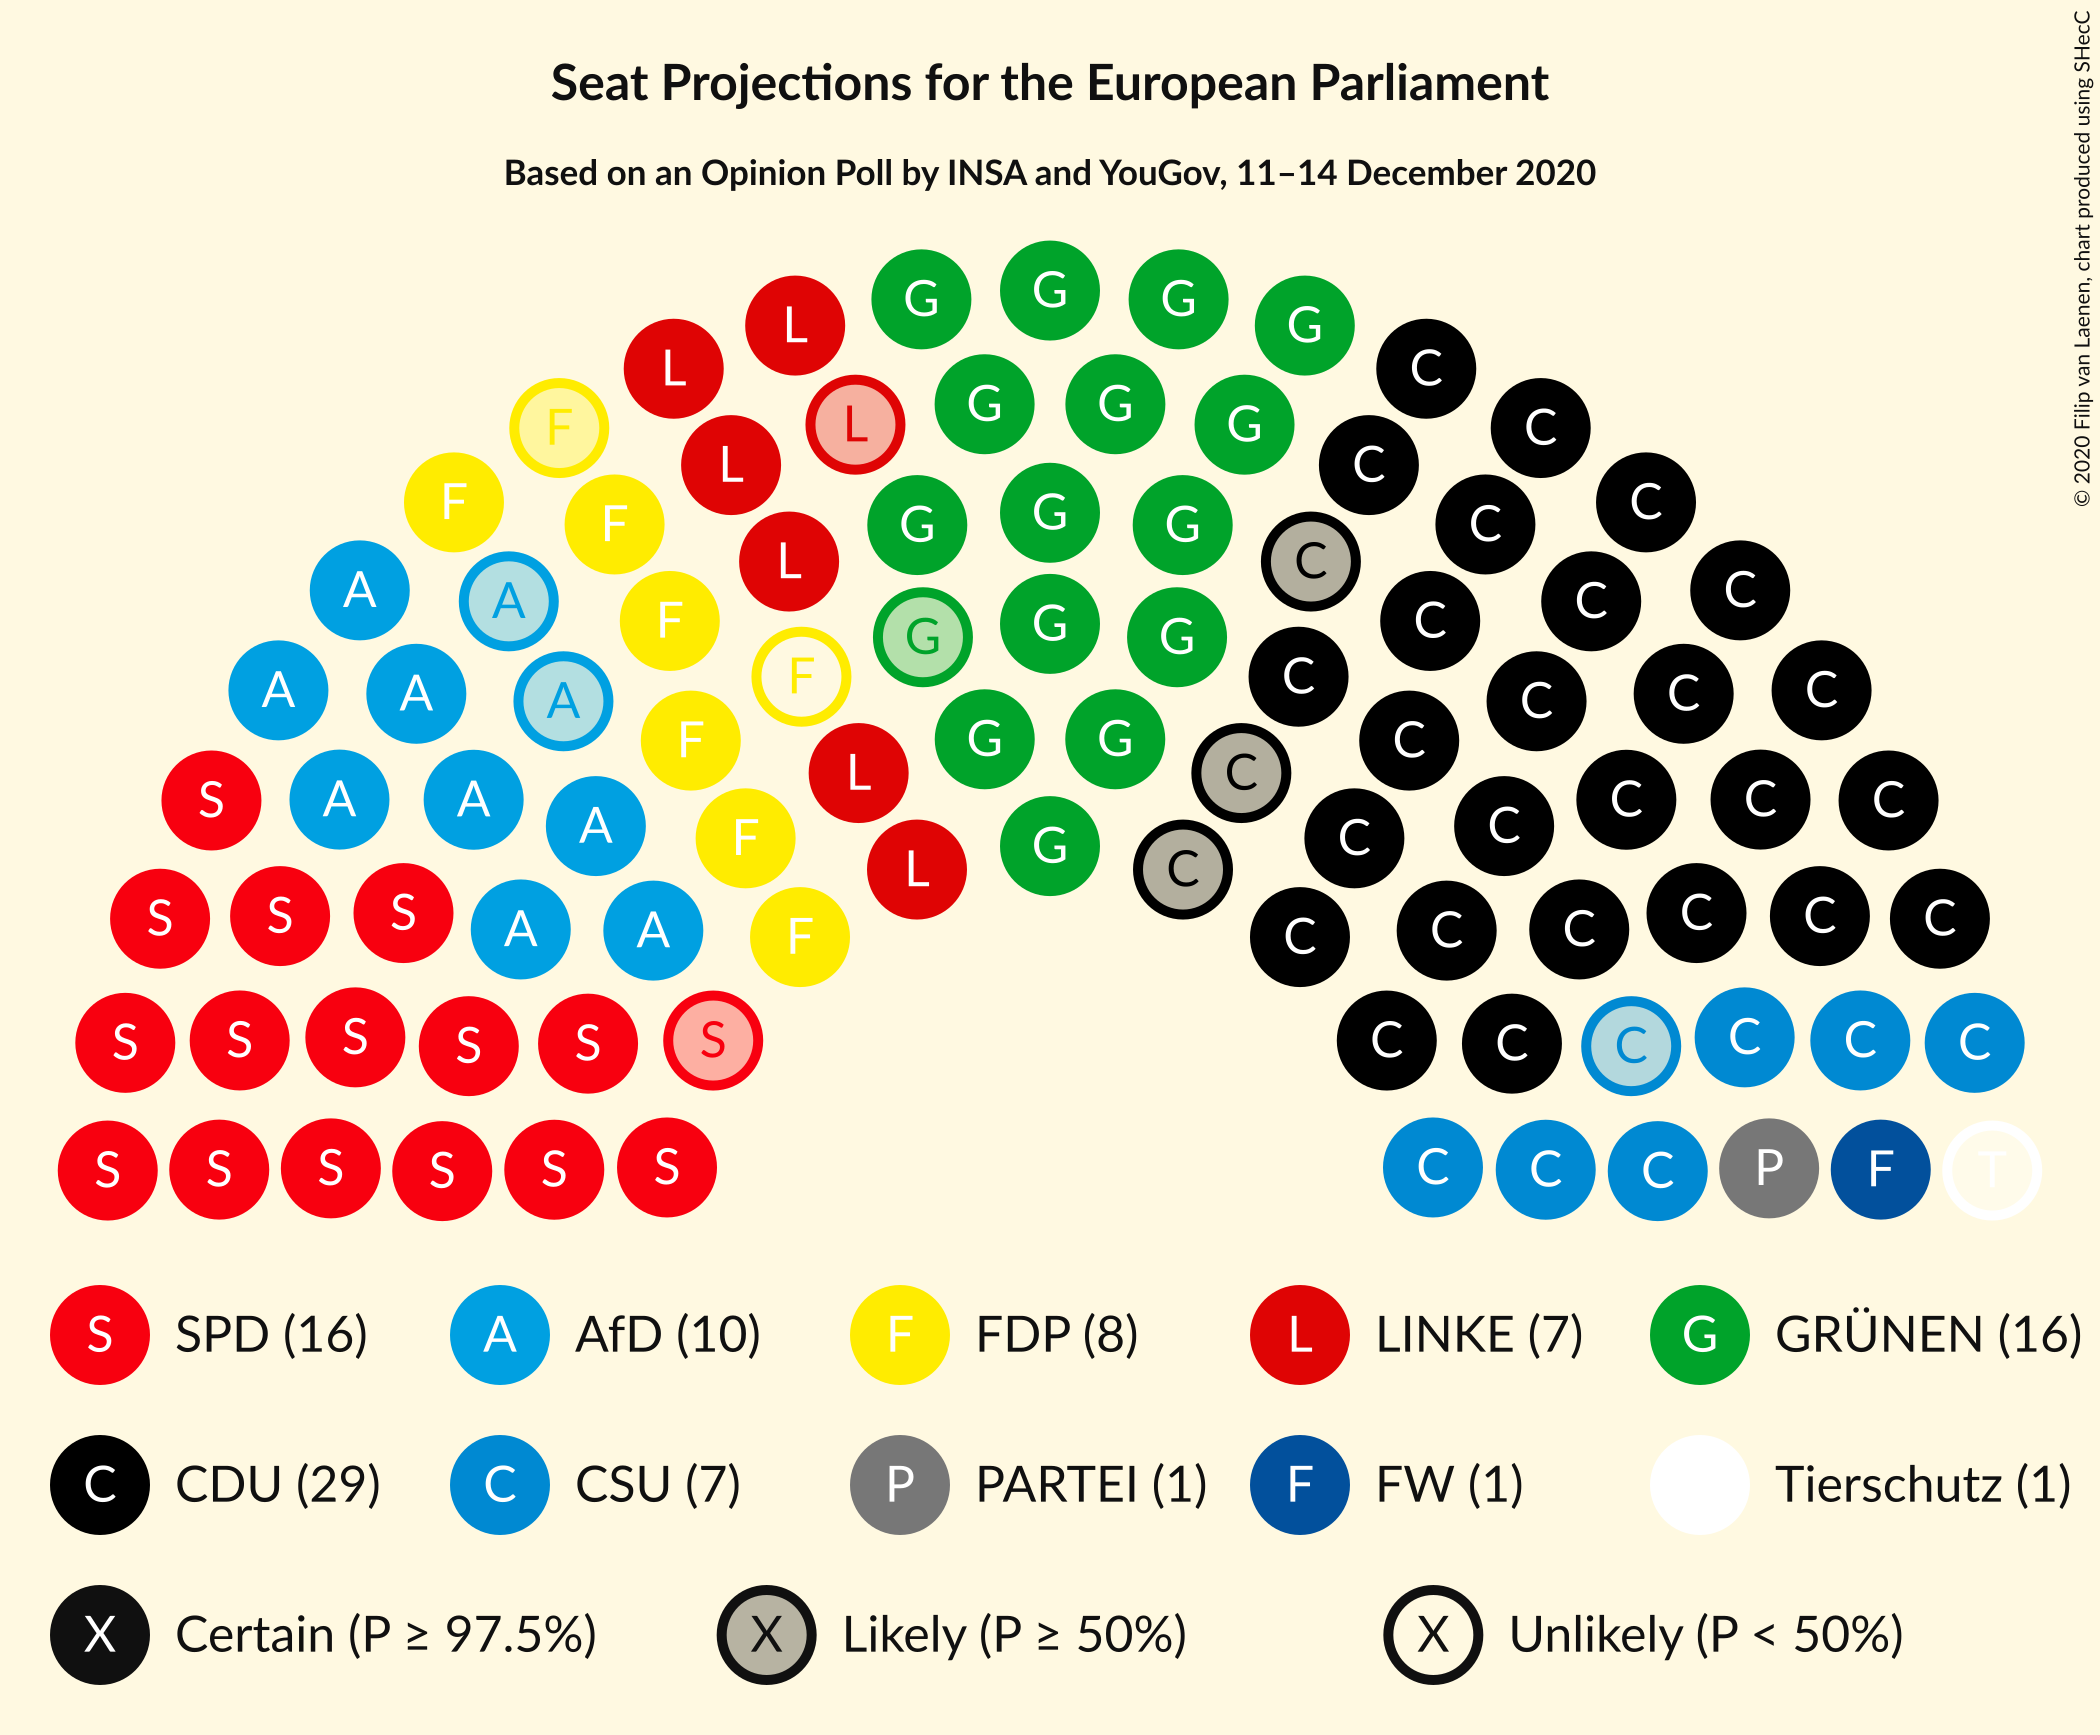 Seat Projections for the European Parliament
Based on an Opinion Poll by INSA and YouGov, 11–14 December 2020
© 2020 Filip van Laenen, chart produced using SHecC
G
G G
L G
L C
L G G
F G C
L C
F G
F G G C
L C
A A F C C
G
F G G C
F C
A A A C C C
F C
L G G C
S A A A C C C
F C
G
L C
S S S A A F C C C C C C
S S S S S S C C C C C C
S S S S S S C C C P F T
S SPD (16) A AfD (10) F FDP (8) L LINKE (7) G GRÜNEN (16)
C CDU (29) C CSU (7) P PARTEI (1) F FW (1) Tierschutz (1)
X Certain (P ≥ 97.5%) X Likely (P ≥ 50%) X Unlikely (P < 50%)